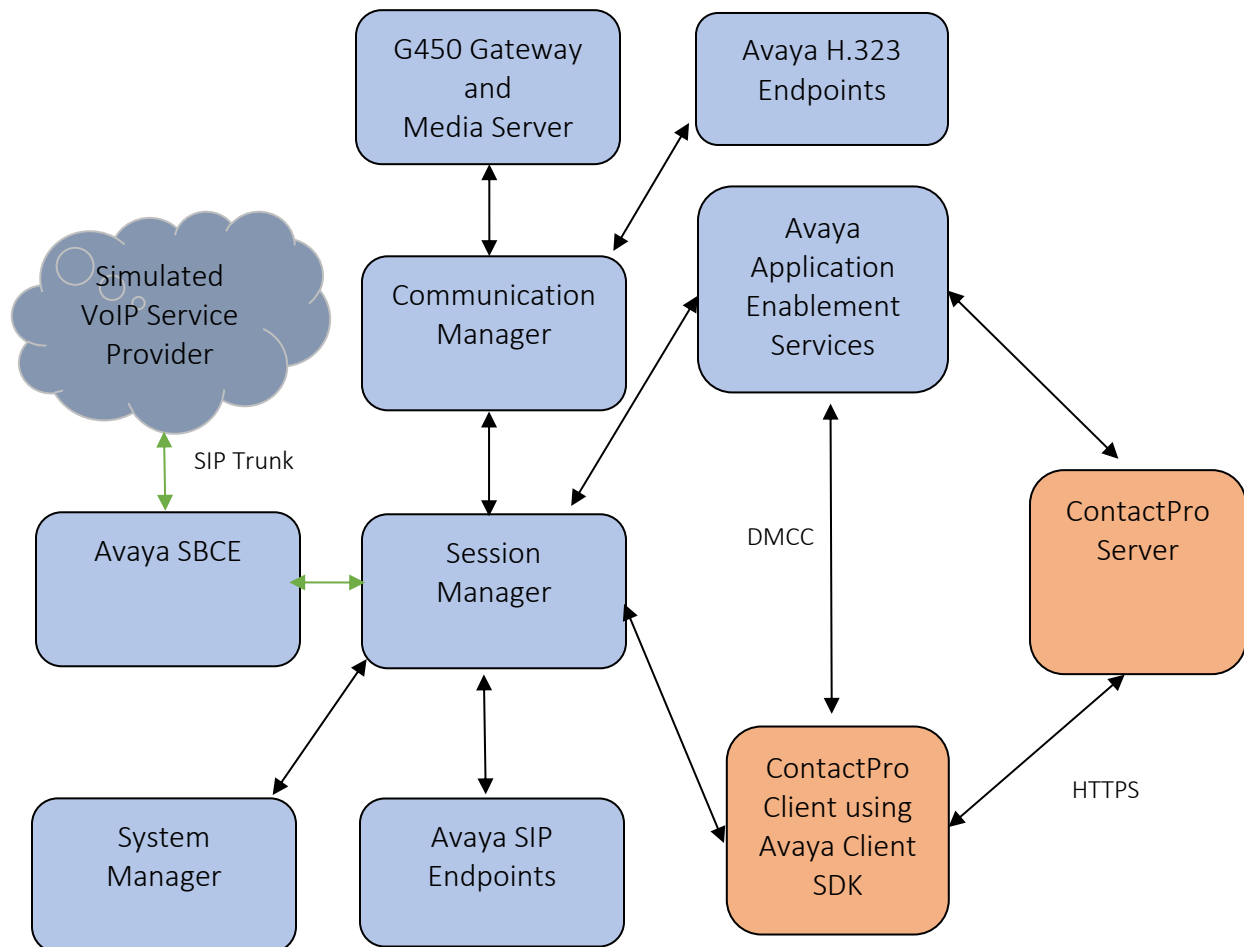 G450 Gateway
and
Media Server
Avaya H.323
Endpoints
Simulated
VoIP Service
Provider
Communication
Manager
Avaya
Application
Enablement
Services
SIP Trunk
Avaya SBCE
Session
Manager
DMCC
ContactPro
Server
System
Manager
Avaya SIP
Endpoints
ContactPro
Client using
Avaya Client
SDK
HTTPS